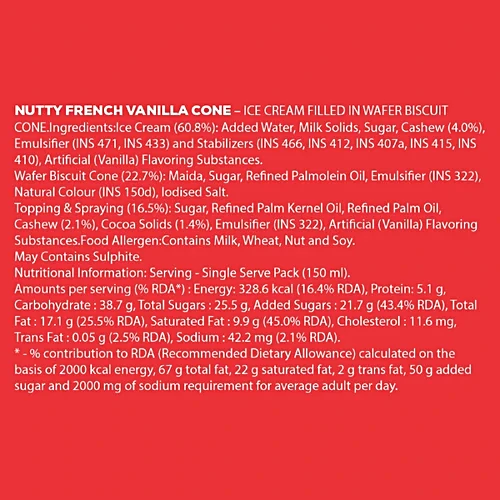 NUTTY FRENCH VANILLA CONE – ICE CREAM FILLED IN WAFER BISCUIT
CONE.Ingredients:Ice Cream (60.8%): Added Water, Milk Solids, Sugar, Cashew (4.0%),
Emulsifier (INS 471, INS 433) and Stabilizers (INS 466, INS 412, INS 407a, INS 415, INS
410), Artificial (Vanilla) Flavoring Substances.
Wafer Biscuit Cone (22.7%): Maida, Sugar, Refined Palmolein Oil, Emulsifier (INS 322),
Natural Colour (INS 150d), Iodised Salt.
Topping & Spraying (16.5%): Sugar, Refined Palm Kernel Oil, Refined Palm Oil,
Cashew (2.1%), Cocoa Solids (1.4%), Emulsifier (INS 322), Artificial (Vanilla) Flavoring
Substances.Food Allergen:Contains Milk, Wheat, Nut and Soy.
May Contains Sulphite.
Nutritional Information: Serving - Single Serve Pack (150 ml).
Amounts per serving (% RDA*) : Energy: 328.6 kcal (16.4% RDA), Protein: 5.1 g,
Carbohydrate : 38.7 g, Total Sugars : 25.5 g, Added Sugars : 21.7 g (43.4% RDA), Total
Fat : 17.1 g (25.5% RDA), Saturated Fat : 9.9 g (45.0% RDA), Cholesterol : 11.6 mg,
Trans Fat : 0.05 g (2.5% RDA), Sodium : 42.2 mg (2.1% RDA).
* - % contribution to RDA (Recommended Dietary Allowance) calculated on the
basis of 2000 kcal energy, 67 g total fat, 22 g saturated fat, 2 g trans fat, 50 g added
sugar and 2000 mg of sodium requirement for average adult per day.